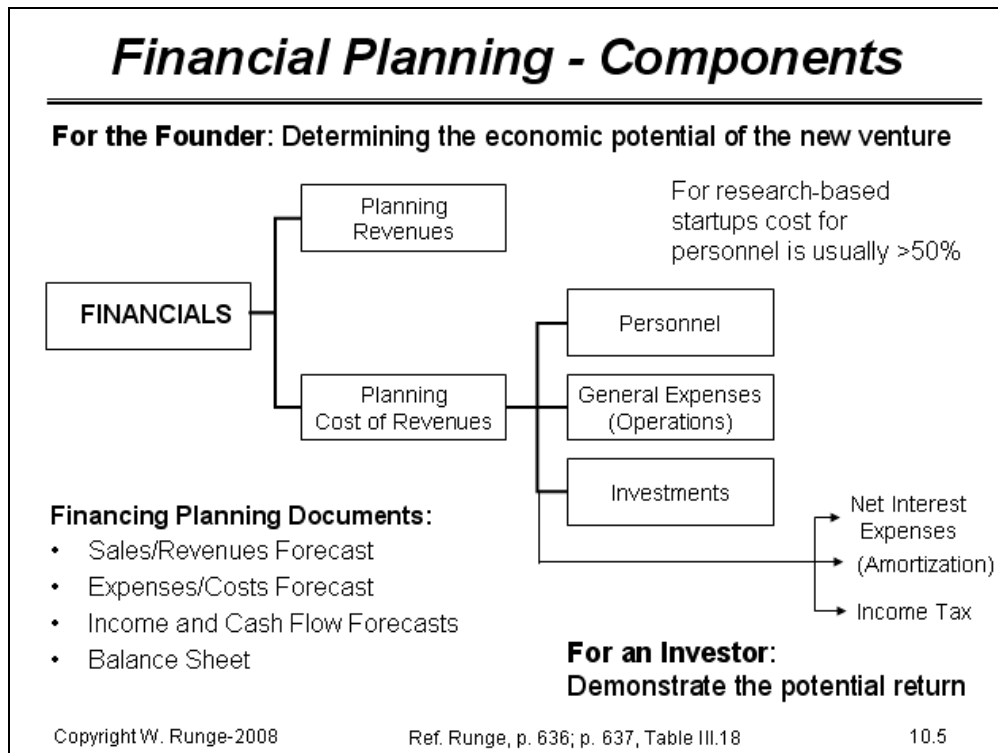 Financial Planning - Components
For the Founder: Determining the economic potential of the new venture
Planning
Revenues
For research-based
startups cost for
personnel is usually >50%
FINANCIALS
Personnel
Planning
Cost of Revenues
General Expenses
(Operations)
Investments
Net Interest
Expenses
(Amortization)
Income Tax
Financing Planning Documents:
• Sales/Revenues Forecast
• Expenses/Costs Forecast
• Income and Cash Flow Forecasts
• Balance Sheet
For an Investor:
Demonstrate the potential return
Copyright W. Runge-2008
Ref. Runge, p. 636; p. 637, Table III.18
10.5